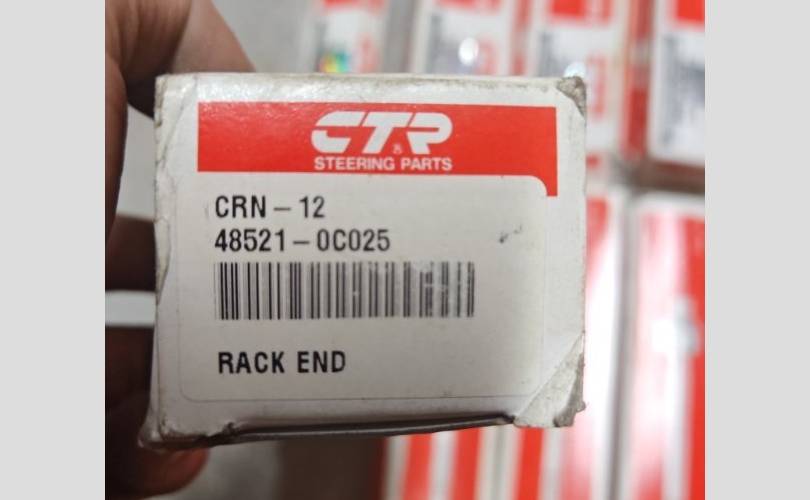 CTR
®
STEERING PARTS
CRN – 12
48521 – 0C025
RACK END